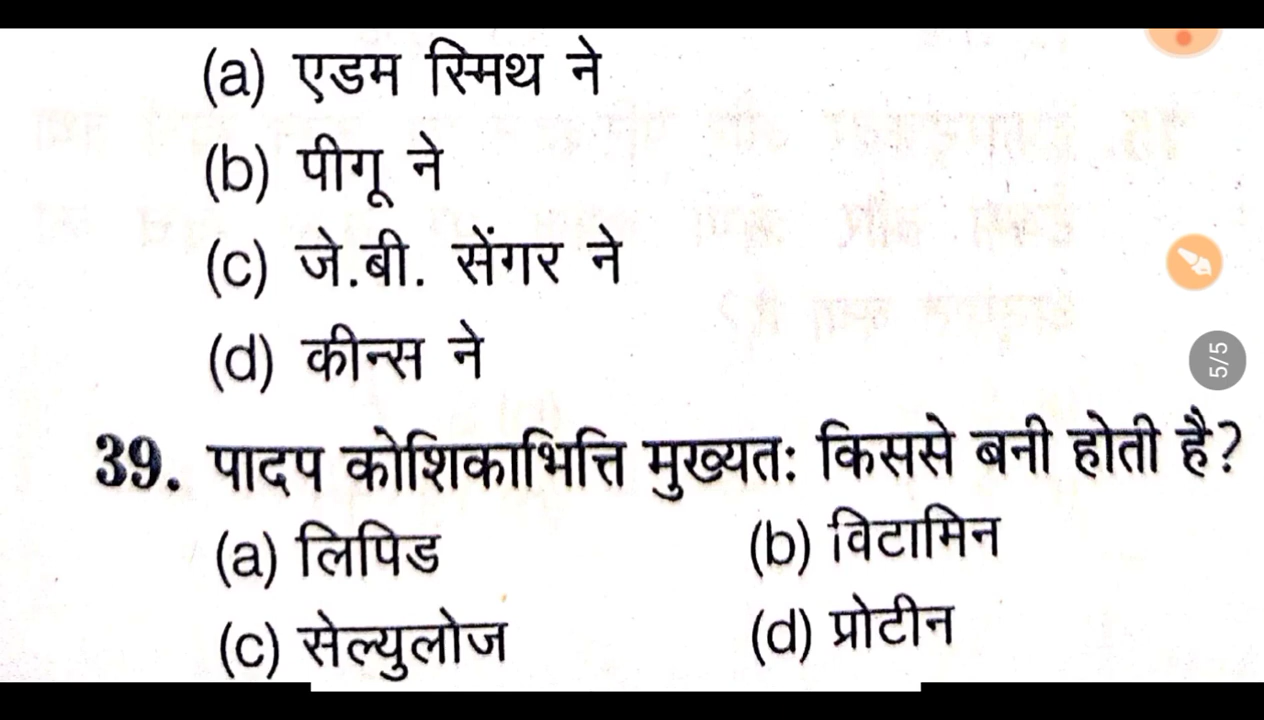 (a) एडम स्मिथ ने
(b) पीगू ने
(c) जे.बी. सेंगर ने
(d) कीन्स ने
5/5
39. पादप कोशिकाभित्ति मुख्यतः किससे बनी होती है?
(a) लिपिड (b) विटामिन
(c) सेल्युलोज (d) प्रोटीन